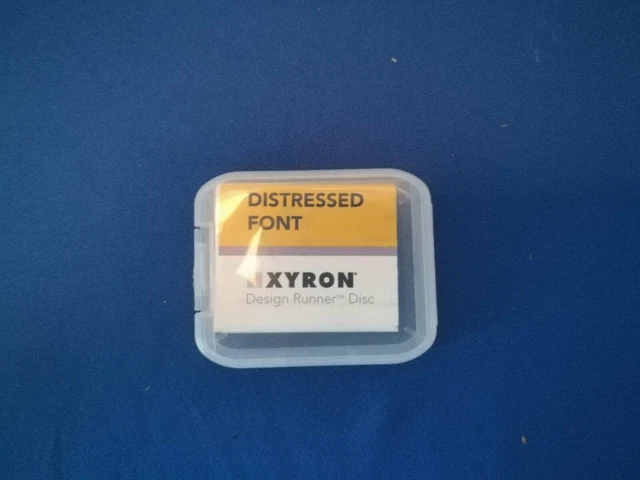 DISTRESSED
FONT
XYRON®
Design Runner™ Disc